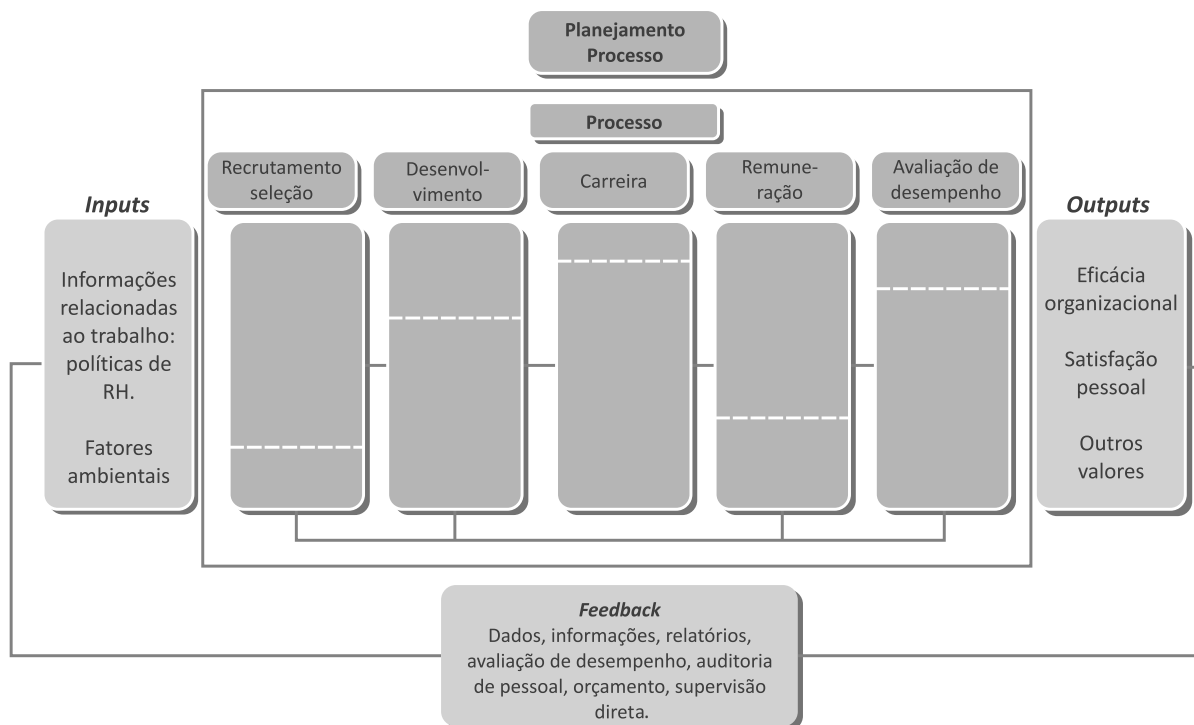 Planejamento
Processo
Processo
Recrutamento
seleção
Desenvol-
vimento
Carreira
Remune-
ração
Avaliação de
desempenho
Inputs
Informações
relacionadas
ao trabalho:
políticas de
RH.
Fatores
ambientais
Outputs
Eficácia
organizacional
Satisfação
pessoal
Outros
valores
Feedback
Dados, informações, relatórios,
avaliação de desempenho, auditoria
de pessoal, orçamento, supervisão
direta.